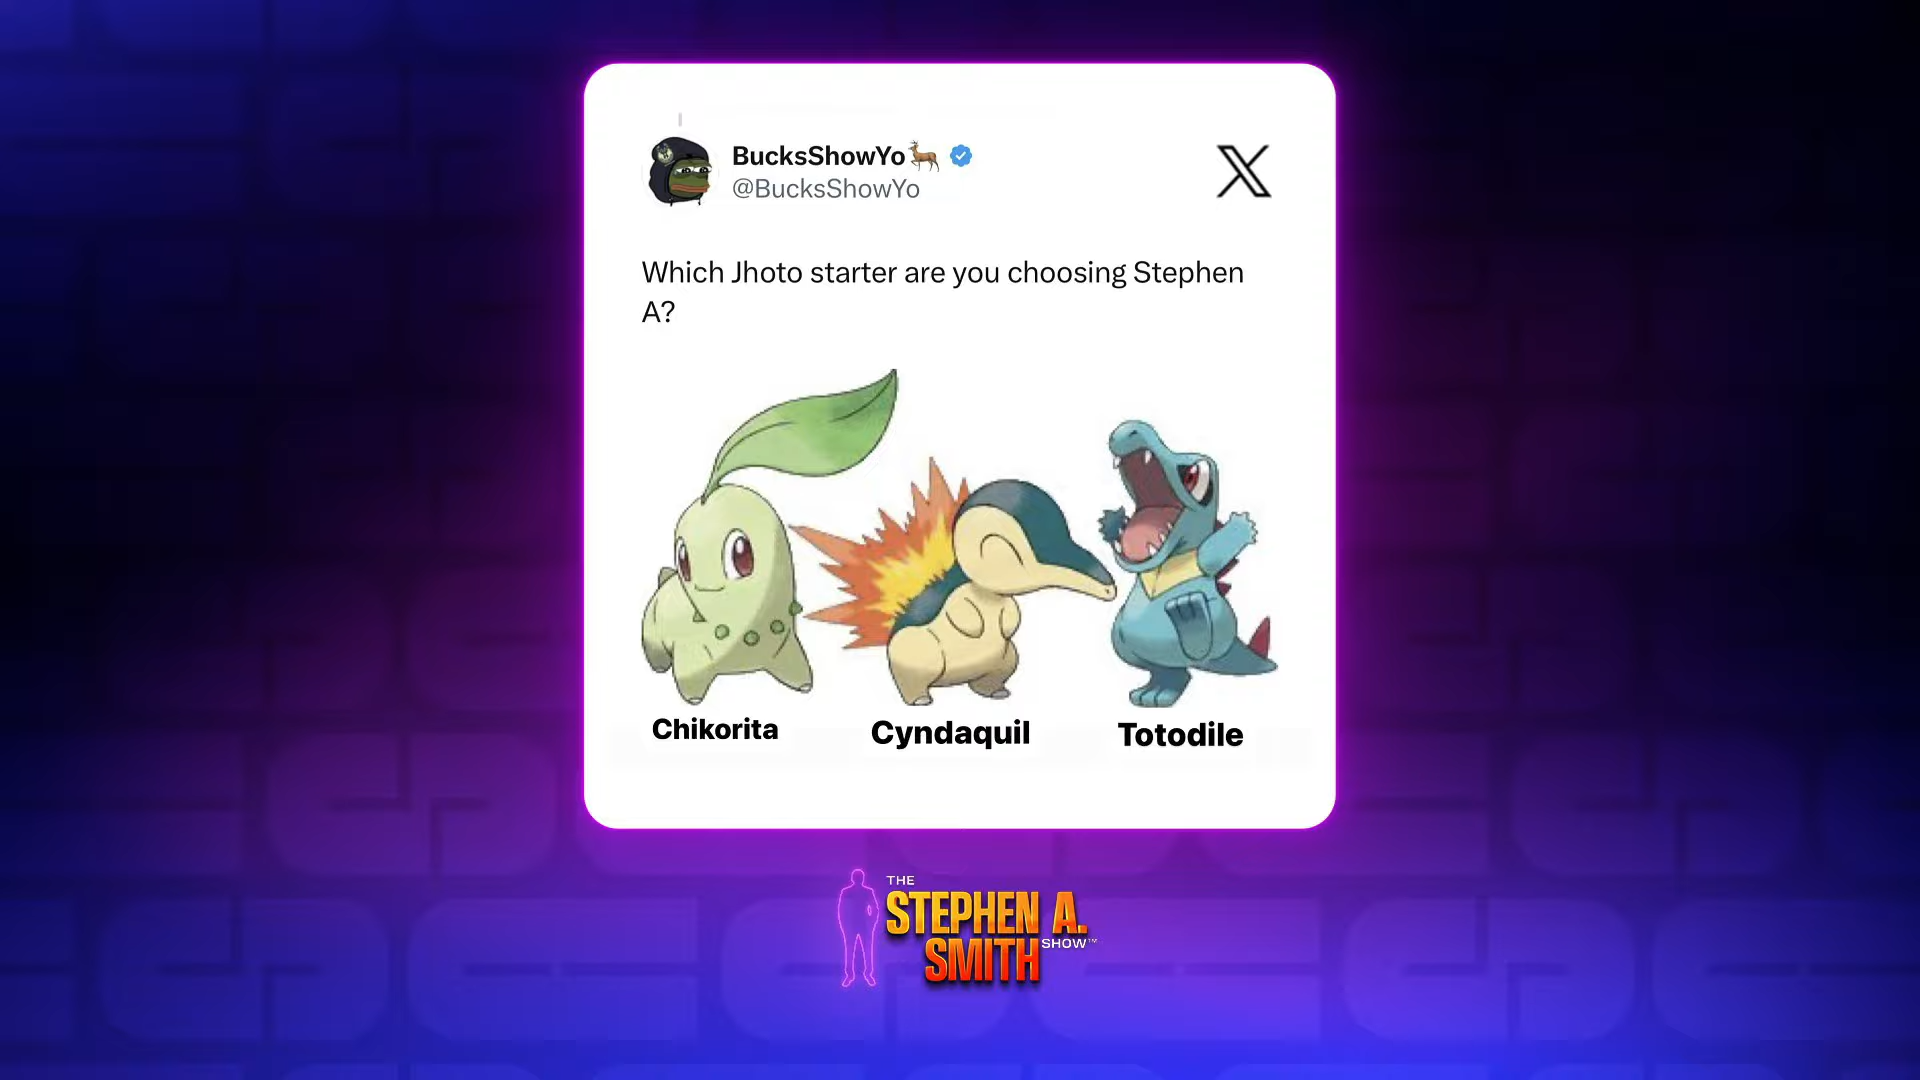 BucksShowYo🦌
@BucksShowYo
Which Jhoto starter are you choosing Stephen
A?
Chikorita
Cyndaquil
Totodile
THE
STEPHEN A.
SMITH
SHOW™